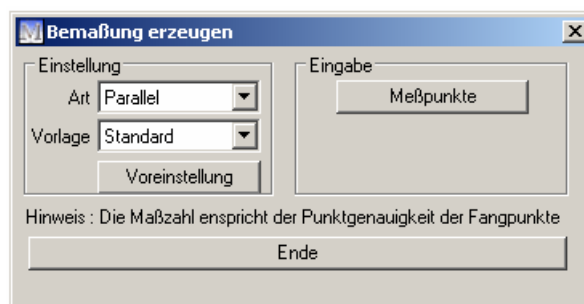 Bemaßung erzeugen
Einstellung
Art Parallel
Vorlage Standard
Voreinstellung
Eingabe
Meßpunkte
Hinweis : Die Maßzahl enspricht der Punktgenauigkeit der Fangpunkte
Ende